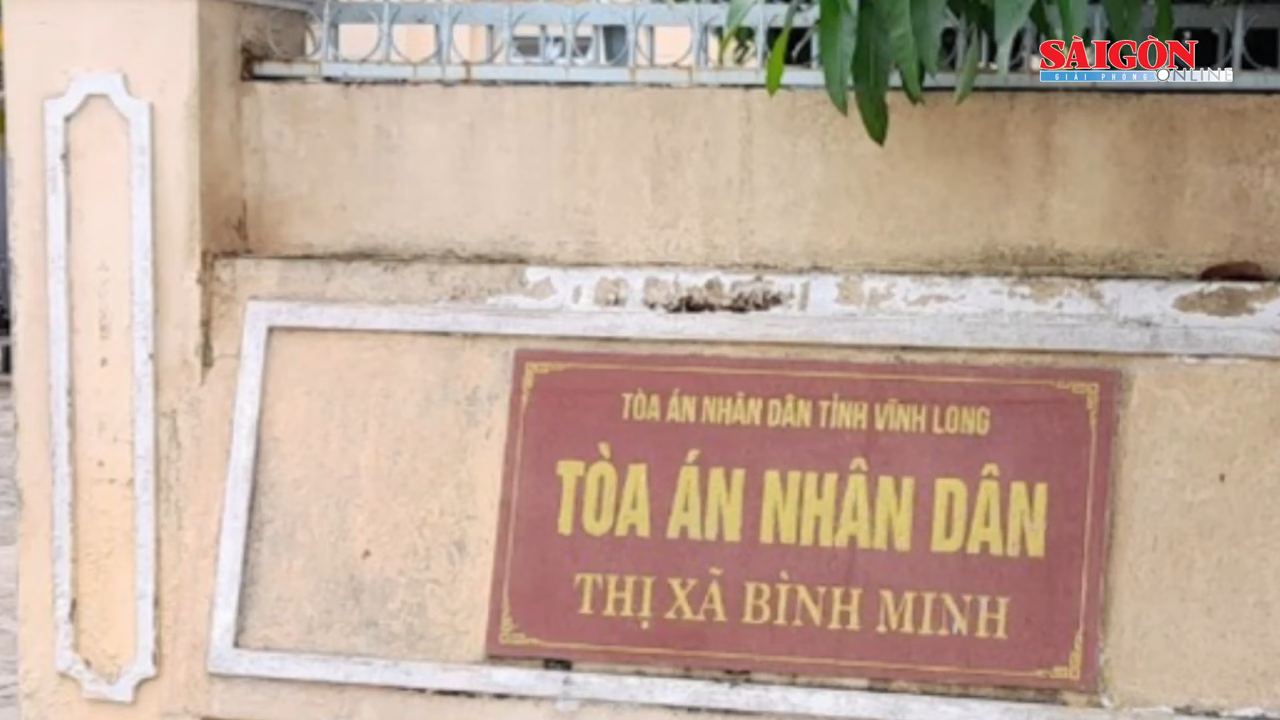 SÀIGÒN
GIẢI PHÓNG ONLINE
TÒA ÁN NHÂN DÂN TỈNH VĨNH LONG
TÒA ÁN NHÂN DÂN
THỊ XÃ BÌNH MINH